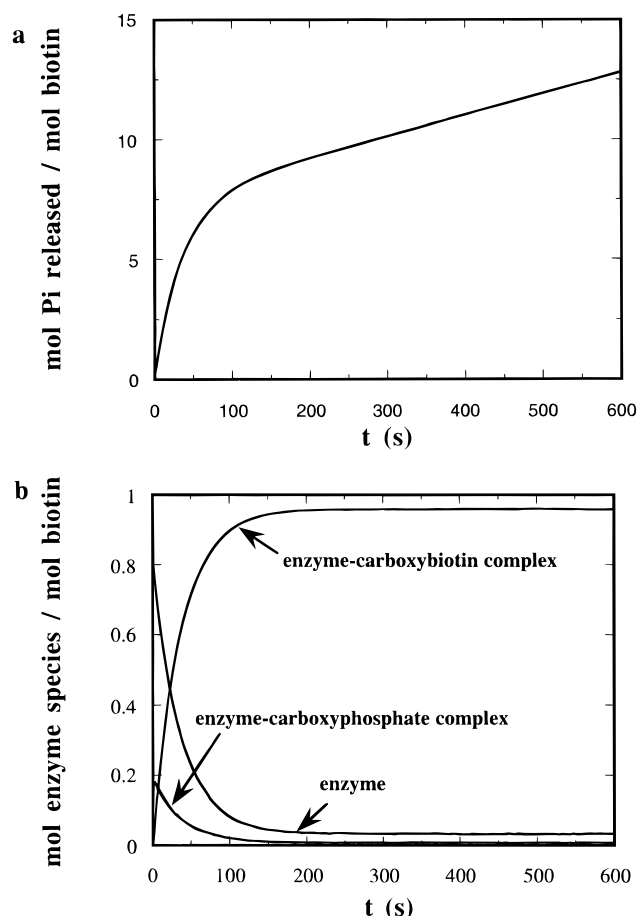 a
mol Pi released / mol biotin
15
10
5
0
0 100 200 300 400 500 600
t (s)
b
mol enzyme species / mol biotin
1
0.8
0.6
0.4
0.2
0
enzyme-carboxybiotin complex
enzyme-carboxyphosphate complex
enzyme
0 100 200 300 400 500 600
t (s)